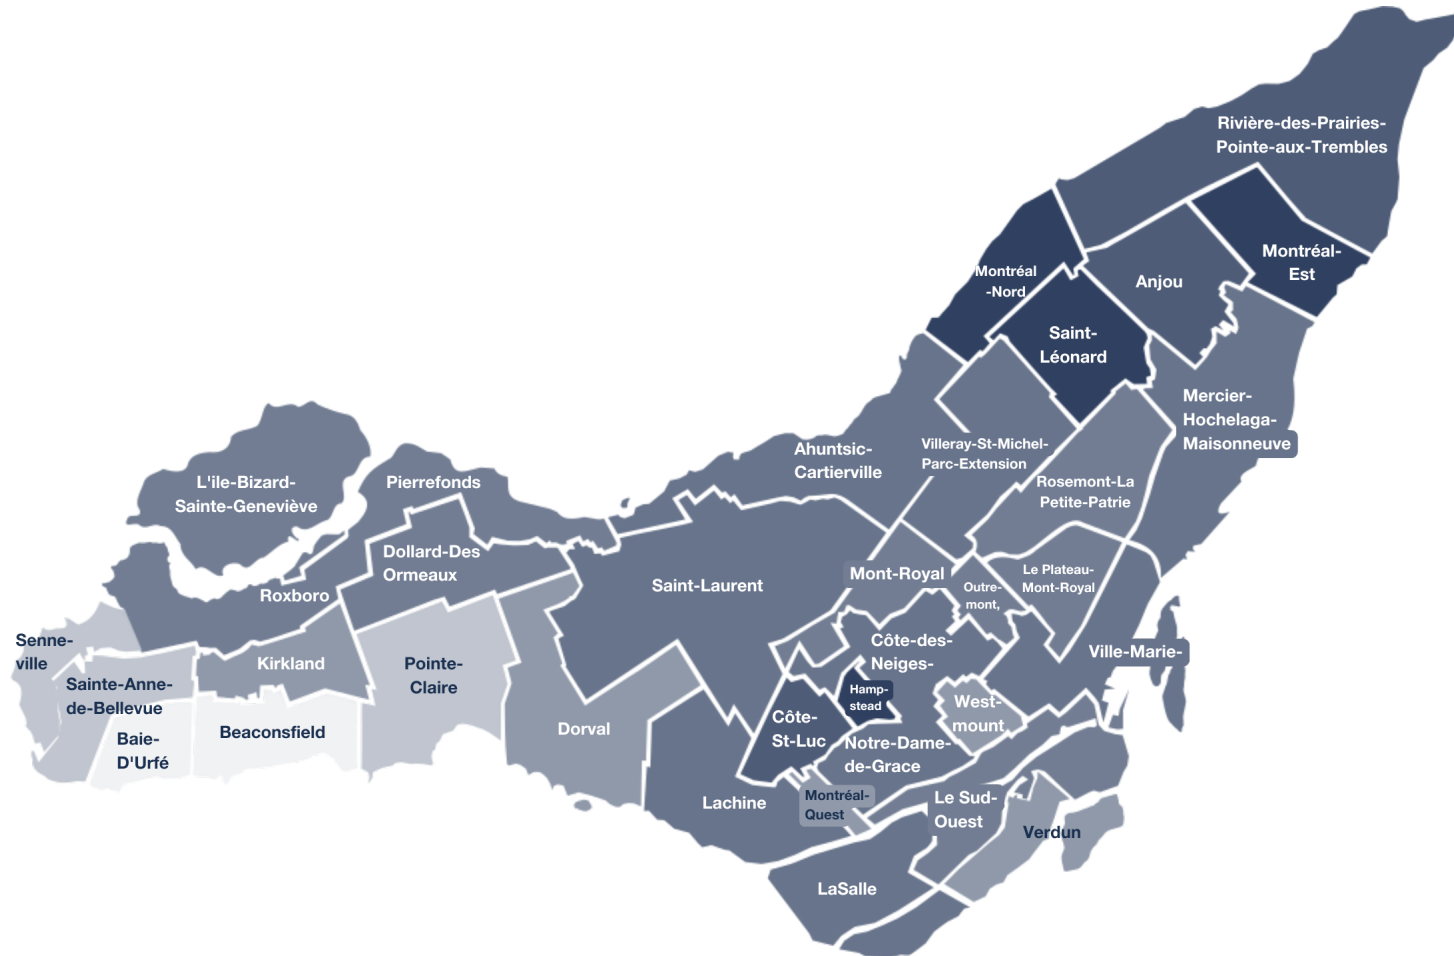 Rivière-des-Prairies-
Pointe-aux-Trembles
Montréal-
Est
Montréal
-Nord
Anjou
Saint-
Léonard
Mercier-
Hochelaga-
Maisonneuve
Ahuntsic-
Cartierville
Villeray-St-Michel-
Parc-Extension
Rosemont-La
Petite-Patrie
L'ile-Bizard-
Sainte-Geneviève
Pierrefonds
Dollard-Des
Ormeaux
Roxboro
Saint-Laurent
Mont-Royal
Outre-
mont,
Le Plateau-
Mont-Royal
Senne-
ville
Kirkland
Pointe-
Claire
Côte-des-
Neiges-
Ville-Marie-
Sainte-Anne-
de-Bellevue
Hamp-
stead
West-
mount
Baie-
D'Urfé
Beaconsfield
Dorval
Côte-
St-Luc
Notre-Dame-
de-Grace
Lachine
Montréal-
Quest
Le Sud-
Ouest
Verdun
LaSalle